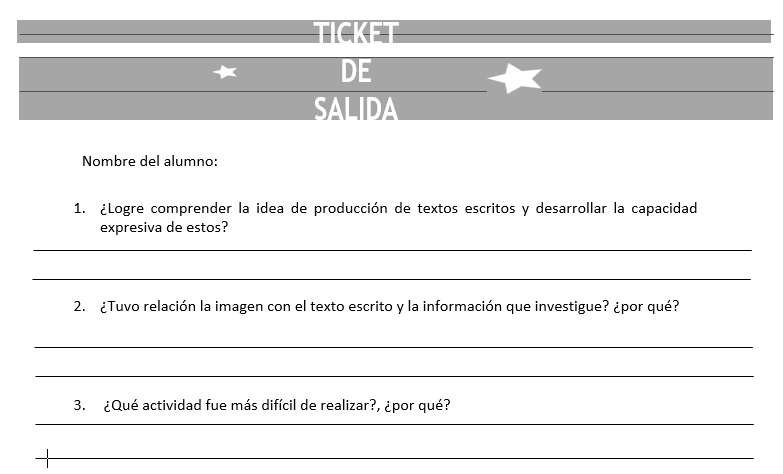 TICKET
DE
SALIDA
Nombre del alumno:
1. ¿Logre comprender la idea de producción de textos escritos y desarrollar la capacidad
expresiva de estos?
2. ¿Tuvo relación la imagen con el texto escrito y la información que investigue? ¿por qué?
3. ¿Qué actividad fue más difícil de realizar?, ¿por qué?